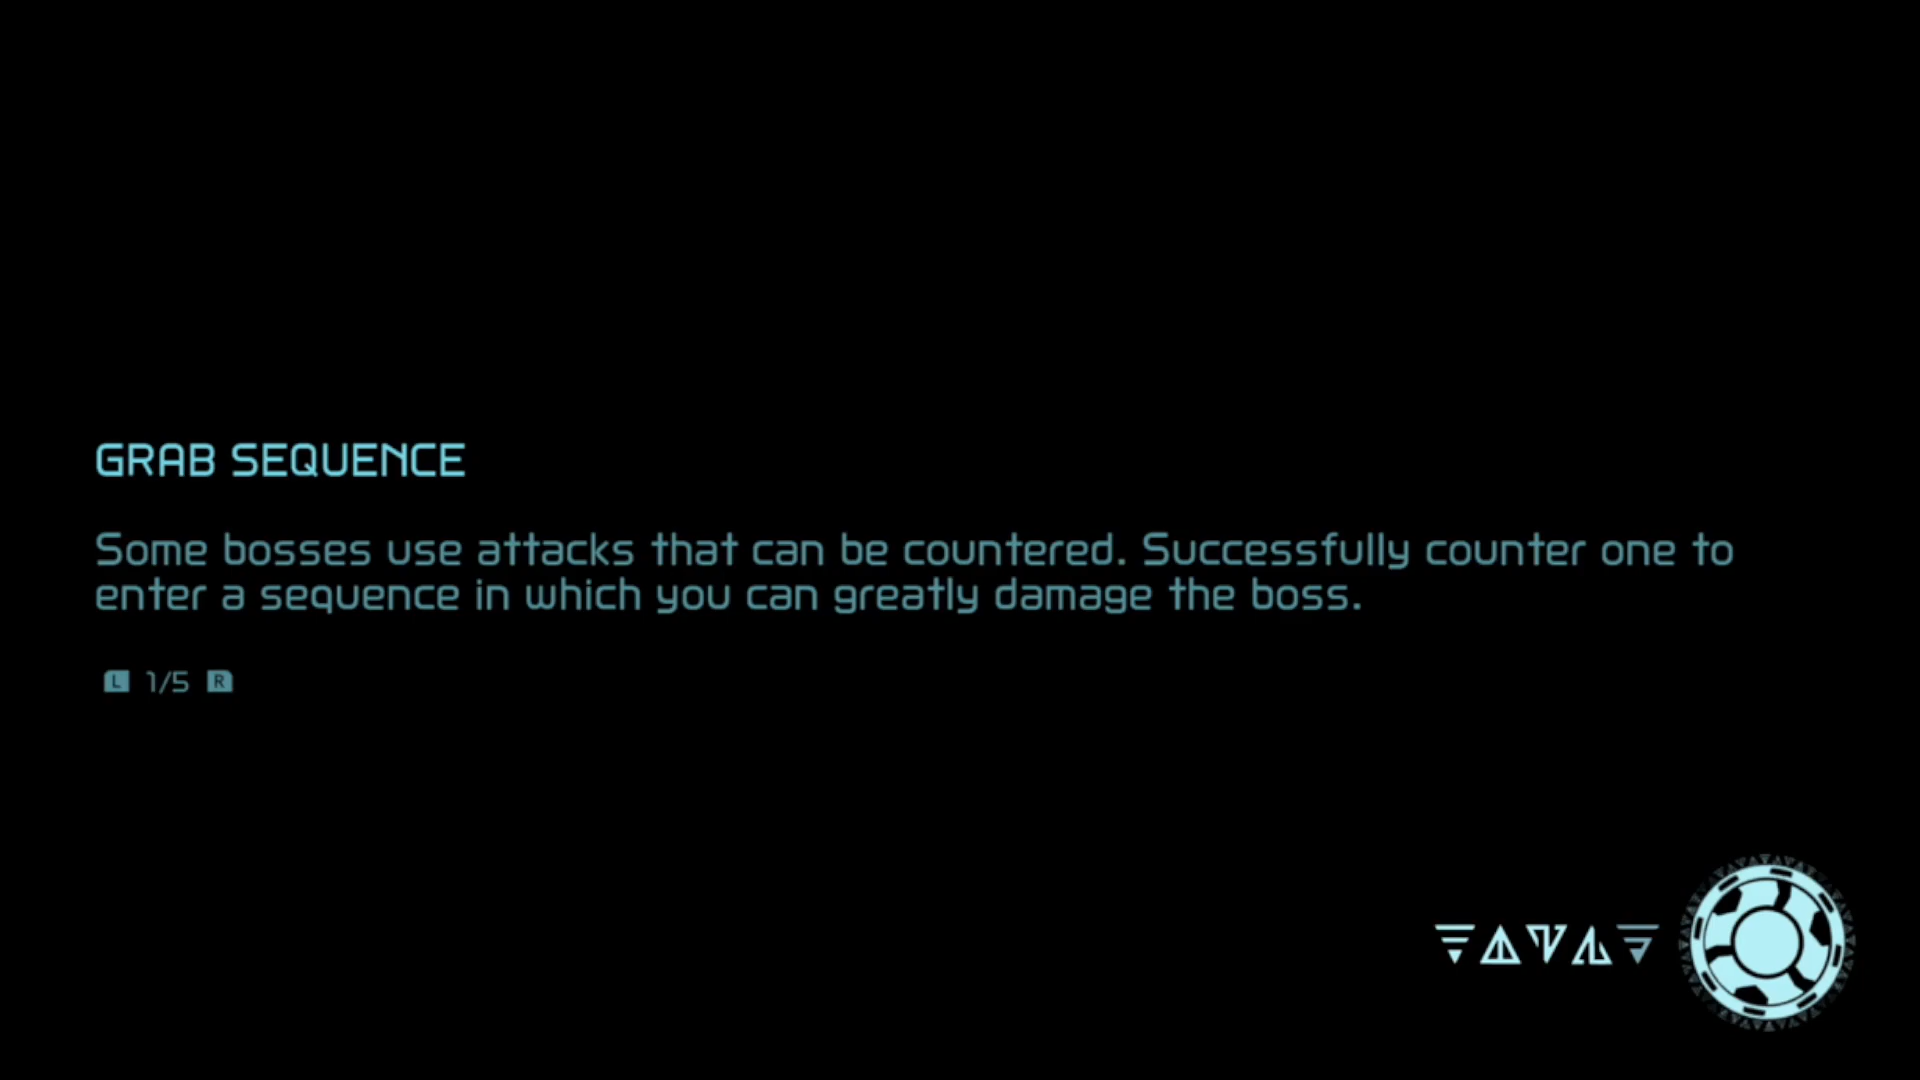 GRAB SEQUENCE
Some bosses use attacks that can be countered. Successfully counter one to
enter a sequence in which you can greatly damage the boss.
L 1/5 R